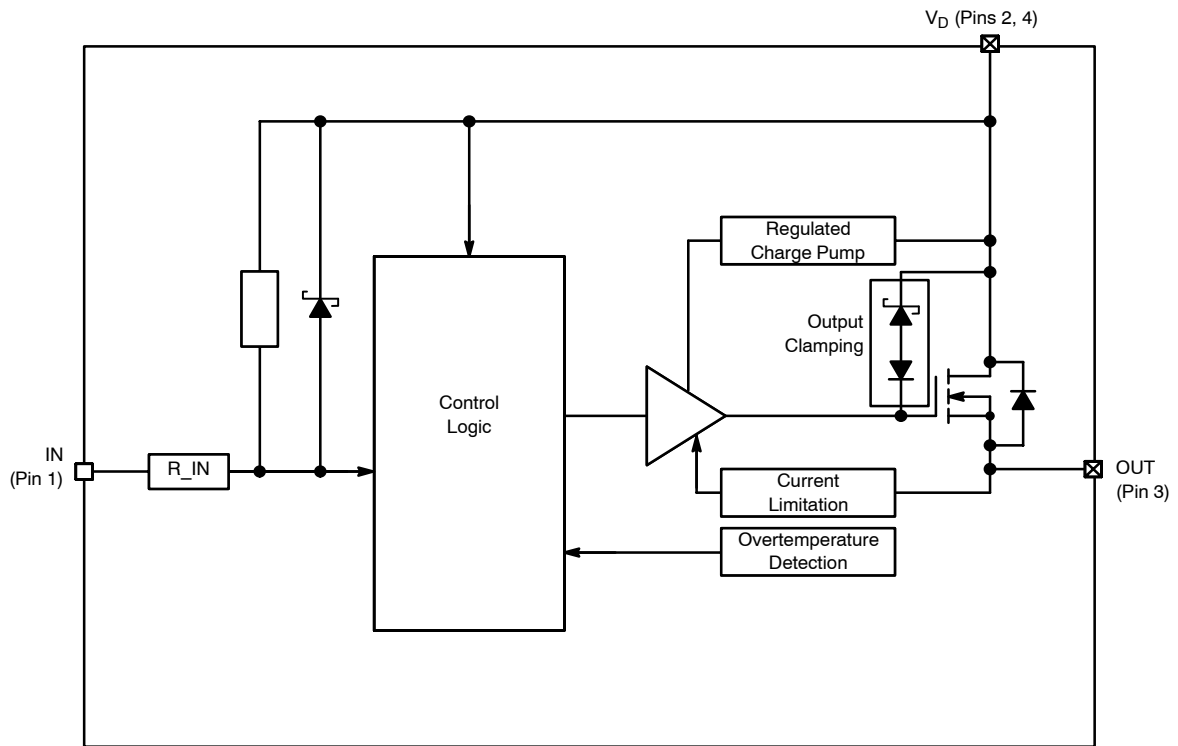 V_D (Pins 2, 4)
Regulated
Charge Pump
Output
Clamping
Control
Logic
IN
(Pin 1)
R_IN
OUT
(Pin 3)
Current
Limitation
Overtemperature
Detection